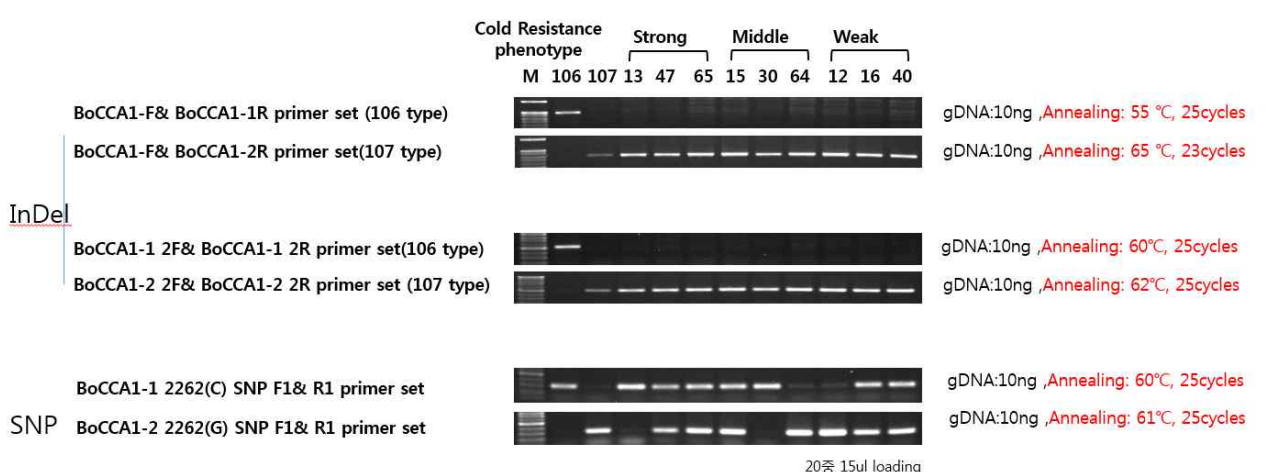 Cold Resistance
phenotype
Strong Middle Weak
M 106 107 13 47 65 15 30 64 12 16 40
BoCCA1-F& BoCCA1-1R primer set (106 type) gDNA:10ng ,Annealing: 55 ℃, 25cycles
BoCCA1-F& BoCCA1-2R primer set(107 type) gDNA:10ng ,Annealing: 65 ℃, 23cycles
InDel
BoCCA1-1 2F& BoCCA1-1 2R primer set(106 type) gDNA:10ng ,Annealing: 60℃, 25cycles
BoCCA1-2 2F& BoCCA1-2 2R primer set (107 type) gDNA:10ng ,Annealing: 62℃, 25cycles
BoCCA1-1 2262(C) SNP F1& R1 primer set gDNA:10ng ,Annealing: 60℃, 25cycles
SNP BoCCA1-2 2262(G) SNP F1& R1 primer set gDNA:10ng ,Annealing: 61℃, 25cycles
20중 15ul loading